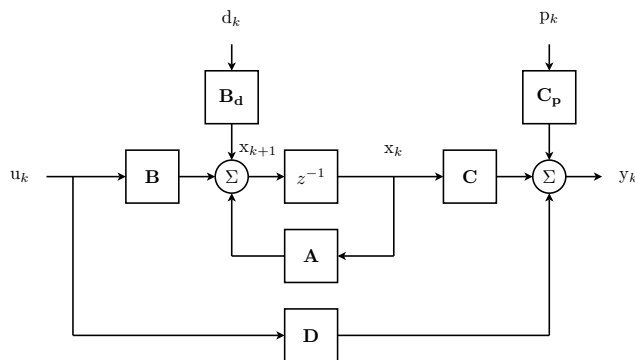 d_k
p_k
B_d
C_p
x_{k+1}
x_k
u_k
B
Σ
z^{-1}
C
Σ
y_k
A
D